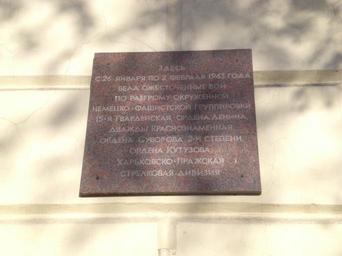 ЗДЕСЬ
С 26 ЯНВАРЯ ПО 2 ФЕВРАЛЯ 1943 ГОДА
ВЕЛА ОЖЕСТОЧЕННЫЕ БОИ
ПО РАЗГРОМУ ОКРУЖЕННОЙ
НЕМЕЦКО-ФАШИСТСКОЙ ГРУППИРОВКИ
15-Я ГВАРДЕЙСКАЯ, ОРДЕНА ЛЕНИНА,
ДВАЖДЫ КРАСНОЗНАМЕННАЯ
ОРДЕНА СУВОРОВА 2-Й СТЕПЕНИ,
ОРДЕНА КУТУЗОВА,
ХАРЬКОВСКО-ПРАЖСКАЯ
СТРЕЛКОВАЯ ДИВИЗИЯ